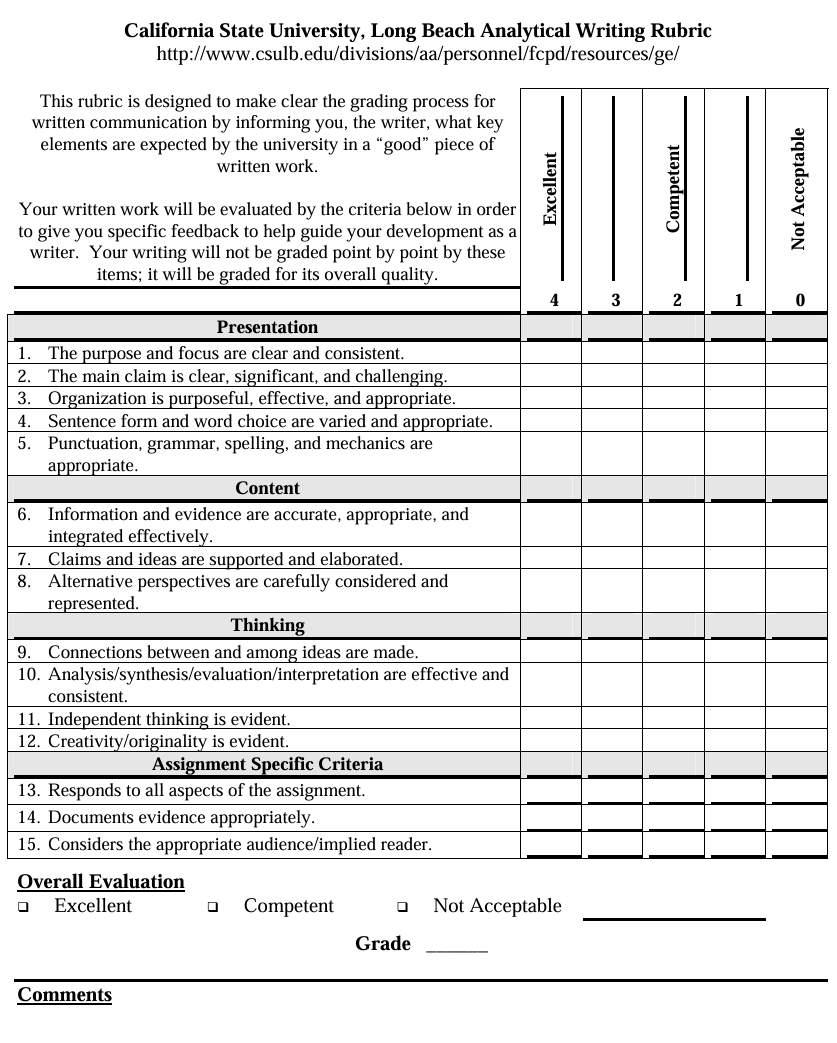 California State University, Long Beach Analytical Writing Rubric
http://www.csulb.edu/divisions/aa/personnel/fcpd/resources/ge/
This rubric is designed to make clear the grading process for
written communication by informing you, the writer, what key
elements are expected by the university in a “good” piece of
written work.
Your written work will be evaluated by the criteria below in order
to give you specific feedback to help guide your development as a
writer.  Your writing will not be graded point by point by these
items; it will be graded for its overall quality.
Excellent
Competent
Not Acceptable
4 3 2 1 0
Presentation
1. The purpose and focus are clear and consistent.
2. The main claim is clear, significant, and challenging.
3. Organization is purposeful, effective, and appropriate.
4. Sentence form and word choice are varied and appropriate.
5. Punctuation, grammar, spelling, and mechanics are
appropriate.
Content
6. Information and evidence are accurate, appropriate, and
integrated effectively.
7. Claims and ideas are supported and elaborated.
8. Alternative perspectives are carefully considered and
represented.
Thinking
9. Connections between and among ideas are made.
10. Analysis/synthesis/evaluation/interpretation are effective and
consistent.
11. Independent thinking is evident.
12. Creativity/originality is evident.
Assignment Specific Criteria
13. Responds to all aspects of the assignment.
14. Documents evidence appropriately.
15. Considers the appropriate audience/implied reader.
Overall Evaluation
❑ Excellent ❑ Competent ❑ Not Acceptable
Grade ______
Comments